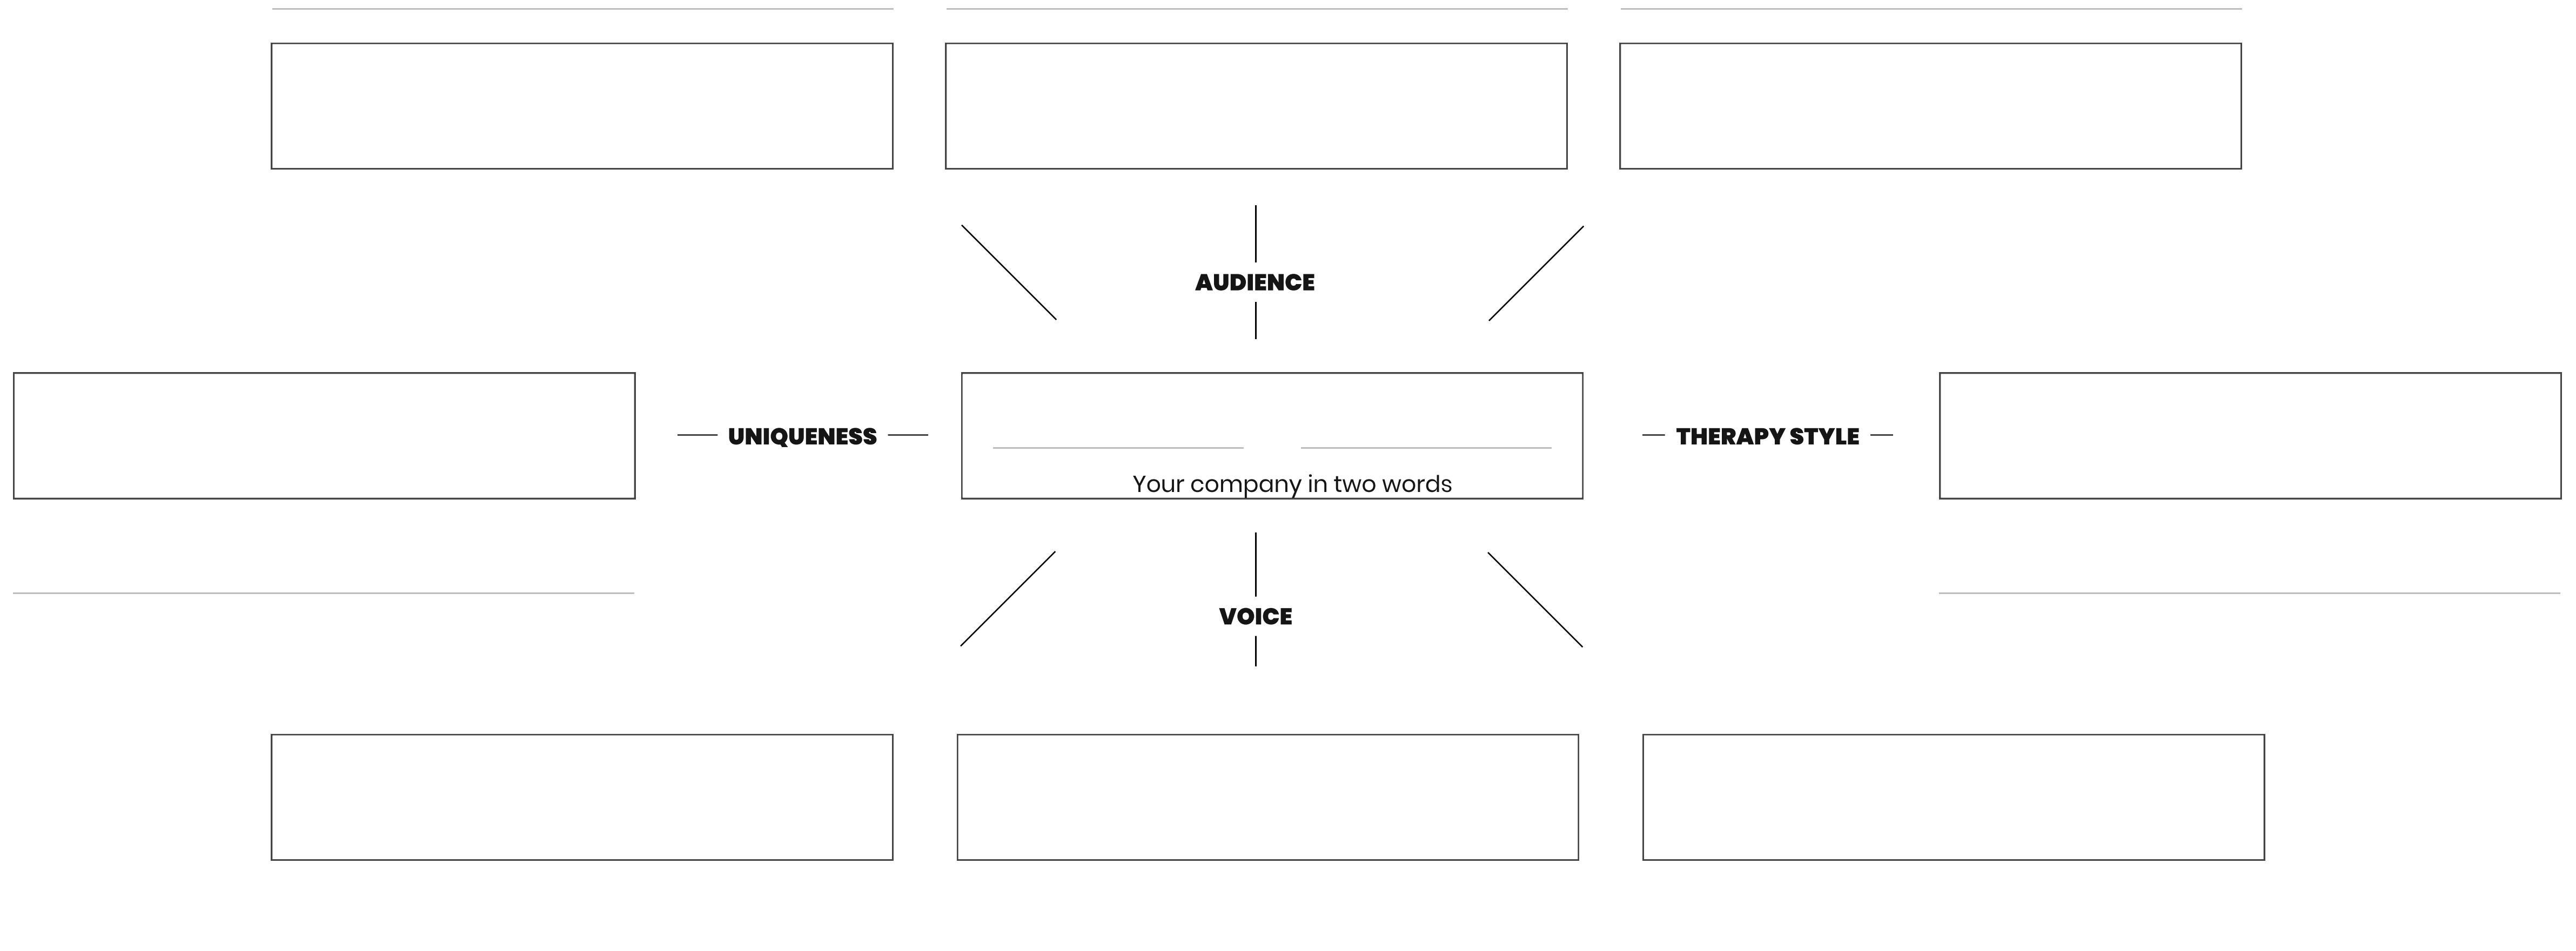 AUDIENCE
UNIQUENESS
THERAPY STYLE
Your company in two words
VOICE